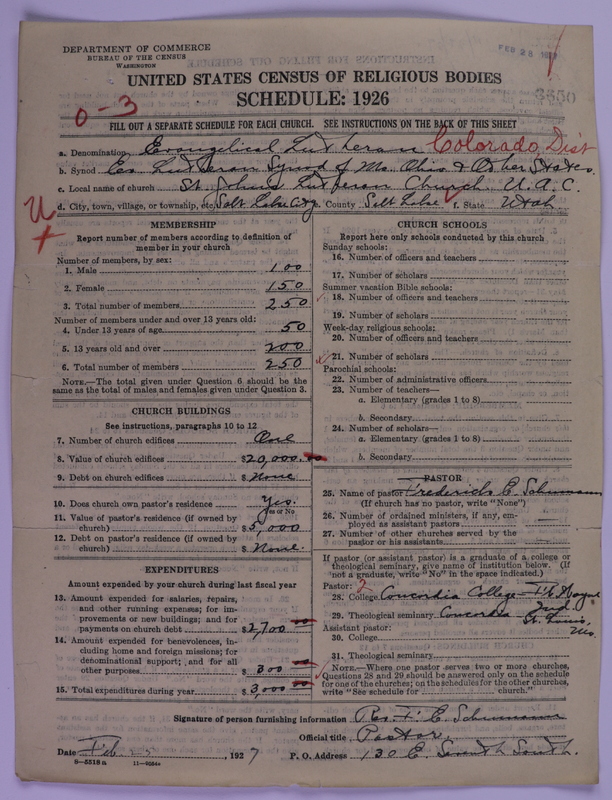 DEPARTMENT OF COMMERCE
BUREAU OF THE CENSUS
WASHINGTON
FEB 28
UNITED STATES CENSUS OF RELIGIOUS BODIES
SCHEDULE: 1926
0-3
FILL OUT A SEPARATE SCHEDULE FOR EACH CHURCH. SEE INSTRUCTIONS ON THE BACK OF THIS SHEET
a. Denomination Evangelical Lutheran Colorado Dist
b. Synod Ev. Lutheran Synod of Mo. Ohio & Other States.
c. Local name of church St. Johns Lutheran Church, U.A.C.
d. City, town, village, or township, etc. Salt Lake City County Salt Lake f. State Utah
MEMBERSHIP
Report number of members according to definition of
member in your church
Number of members, by sex:
1. Male 100
2. Female 150
3. Total number of members 250
Number of members under and over 13 years old:
4. Under 13 years of age 50
5. 13 years old and over 200
6. Total number of members 250
NOTE.—The total given under Question 6 should be the
same as the total of males and females given under Question 3.
CHURCH BUILDINGS
See instructions, paragraphs 10 to 12
7. Number of church edifices One
8. Value of church edifices $20,000.00
9. Debt on church edifices $None
10. Does church own pastor's residence? Yes.
Yes or No
11. Value of pastor's residence (if owned by
church) $5,000
12. Debt on pastor's residence (if owned by
church) $None.
EXPENDITURES
Amount expended by your church during last fiscal year
13. Amount expended for salaries, repairs,
and other running expenses; for im-
provements or new buildings; and for
payments on church debt $2,700 00
14. Amount expended for benevolences, in-
cluding home and foreign missions; for
denominational support; and for all
other purposes $300 00
15. Total expenditures during year $3,000 00
CHURCH SCHOOLS
Report here only schools conducted by this church
Sunday schools:
16. Number of officers and teachers
17. Number of scholars
Summer vacation Bible schools:
18. Number of officers and teachers
19. Number of scholars
Week-day religious schools:
20. Number of officers and teachers
21. Number of scholars
Parochial schools:
22. Number of administrative officers
23. Number of teachers—
a. Elementary (grades 1 to 8)
b. Secondary
24. Number of scholars—
a. Elementary (grades 1 to 8)
b. Secondary
PASTOR
25. Name of pastor Frederick E. Schumann
(If church has no pastor, write "None")
26. Number of ordained ministers, if any, em-
ployed as assistant pastors
27. Number of other churches served by the
pastor or his assistants
If pastor (or assistant pastor) is a graduate of a college or
theological seminary, give name of institution below. (If
not a graduate, write "No" in the space indicated.)
Pastor:
28. College Concordia College - Ft. Wayne
Ind.
29. Theological seminary Concordia - St. Louis,
Mo.
Assistant pastor:
30. College
31. Theological seminary
NOTE.—Where one pastor serves two or more churches,
Questions 28 and 29 should be answered only on the schedule
for one of the churches; on the schedules for the other churches,
write "See schedule for church."
Signature of person furnishing information Rev. F. E. Schumann
Official title Pastor
Date Feb , 1927 P. O. Address 130 E. Seventh South.
8-5518 a